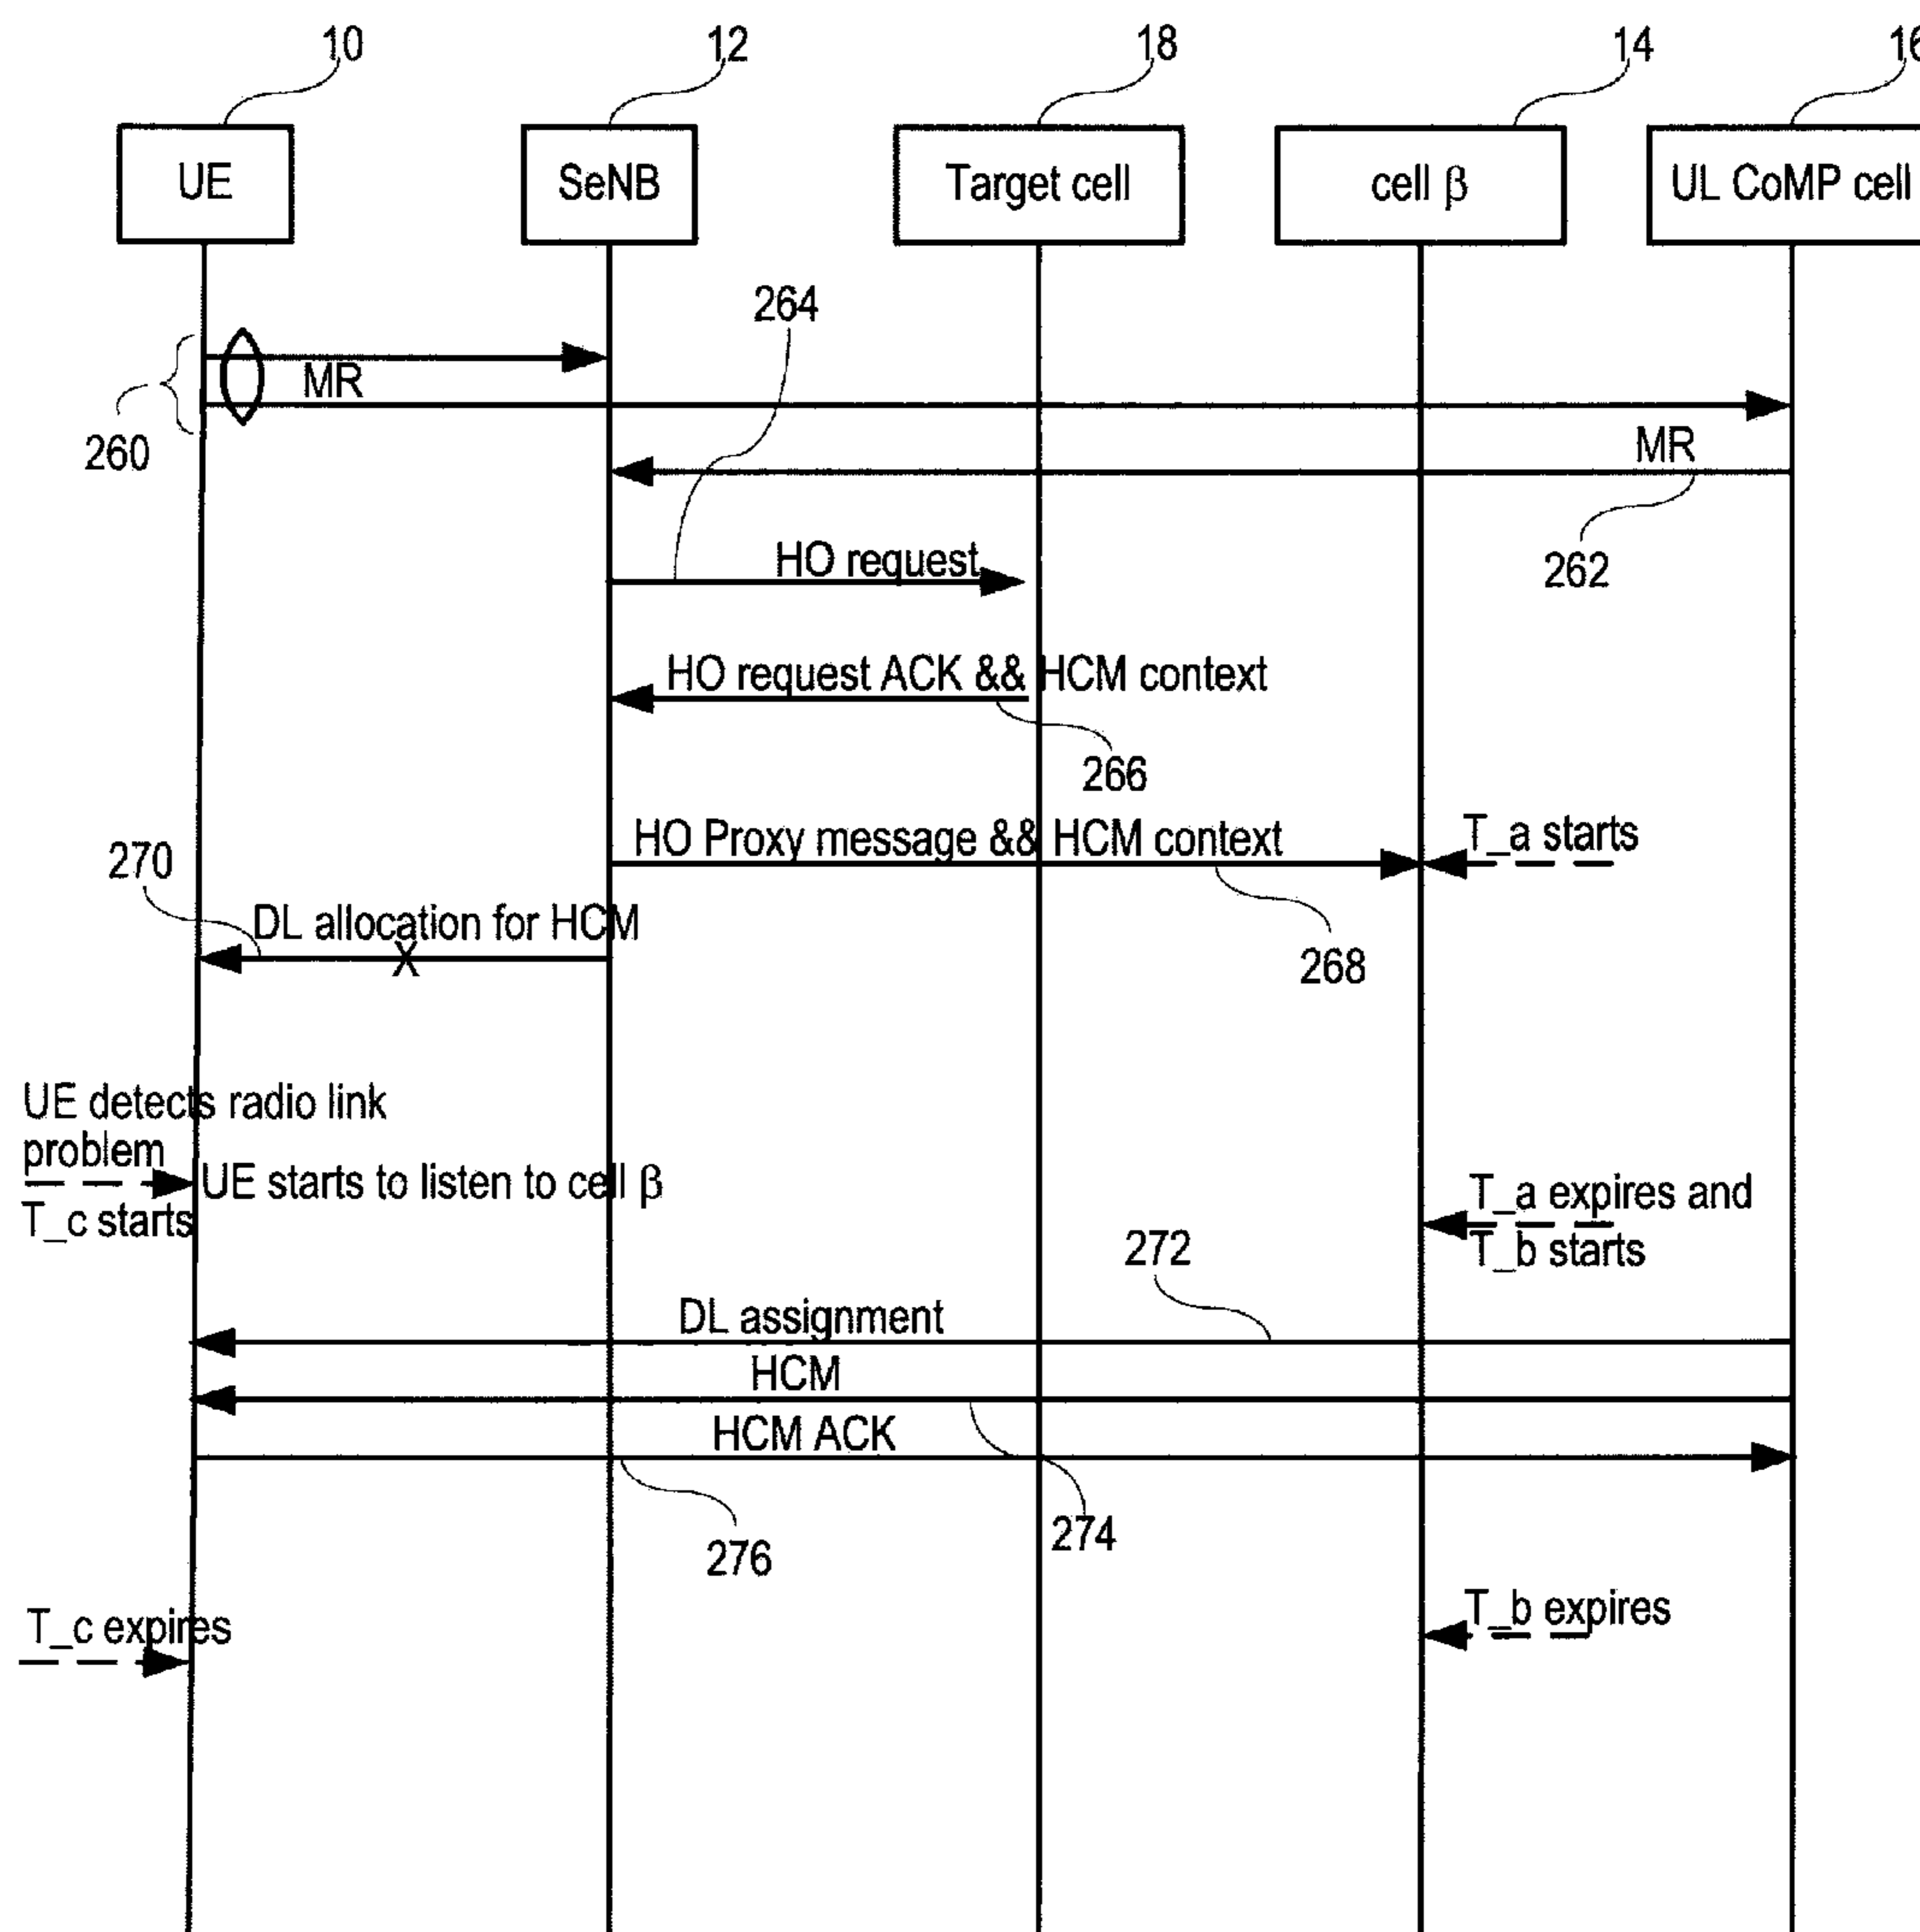 10
12
18
14
16
UE
SeNB
Target cell
cell β
UL CoMP cell
264
MR
260
MR
262
HO request
HO request ACK && HCM context
266
HO Proxy message && HCM context
T_a starts
270
DL allocation for HCM
X
268
UE detects radio link
problem
UE starts to listen to cell β
T_c starts
T_a expires and
T_b starts
272
DL assignment
HCM
HCM ACK
274
276
T_b expires
T_c expires